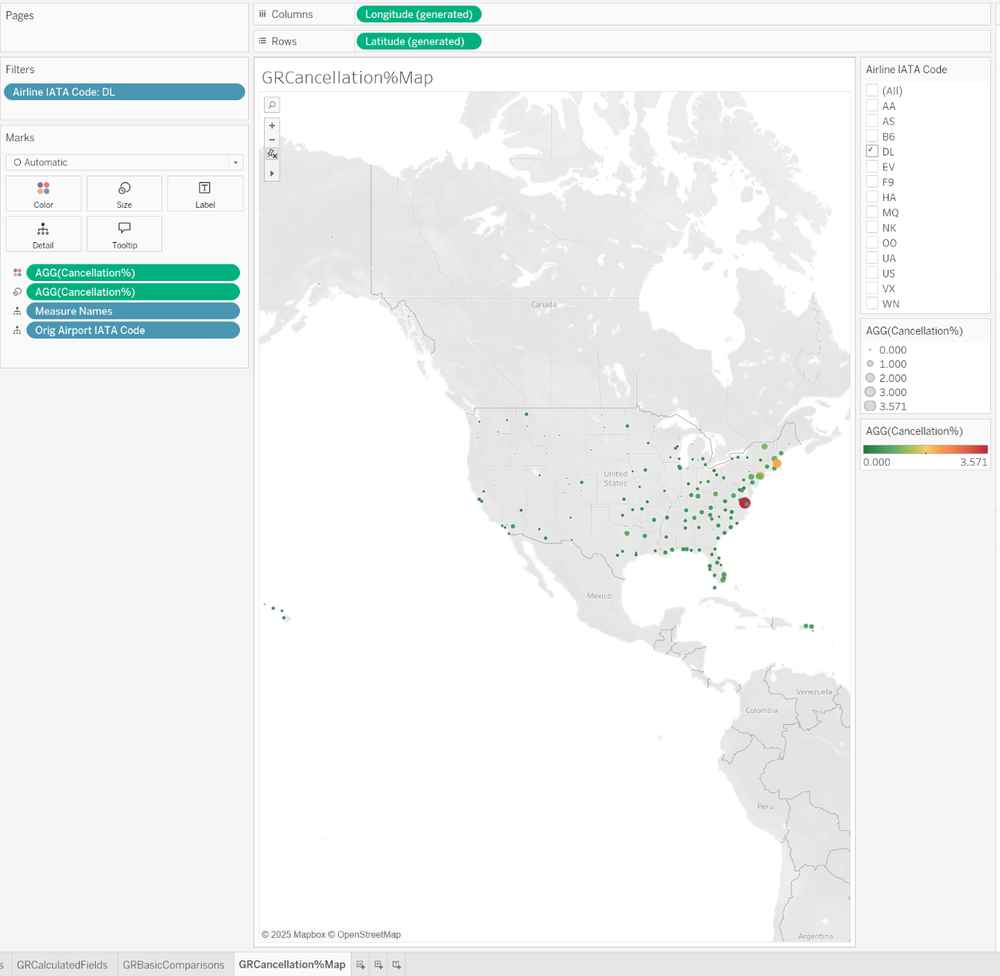 Pages
Columns
Longitude (generated)
Rows
Latitude (generated)
Filters
Airline IATA Code: DL
Marks
Automatic
Color
Size
Label
Detail
Tooltip
AGG(Cancellation%)
AGG(Cancellation%)
Measure Names
Orig Airport IATA Code
GRCancellation%Map
Canada
United
States
Mexico
Venezuela
Colombia
Peru
Argentina
© 2025 Mapbox © OpenStreetMap
Airline IATA Code
(All)
AA
AS
B6
DL
EV
F9
HA
MQ
NK
OO
UA
US
VX
WN
AGG(Cancellation%)
0.000
1.000
2.000
3.000
3.571
AGG(Cancellation%)
0.000
3.571
s
GRCalculatedFields
GRBasicComparisons
GRCancellation%Map